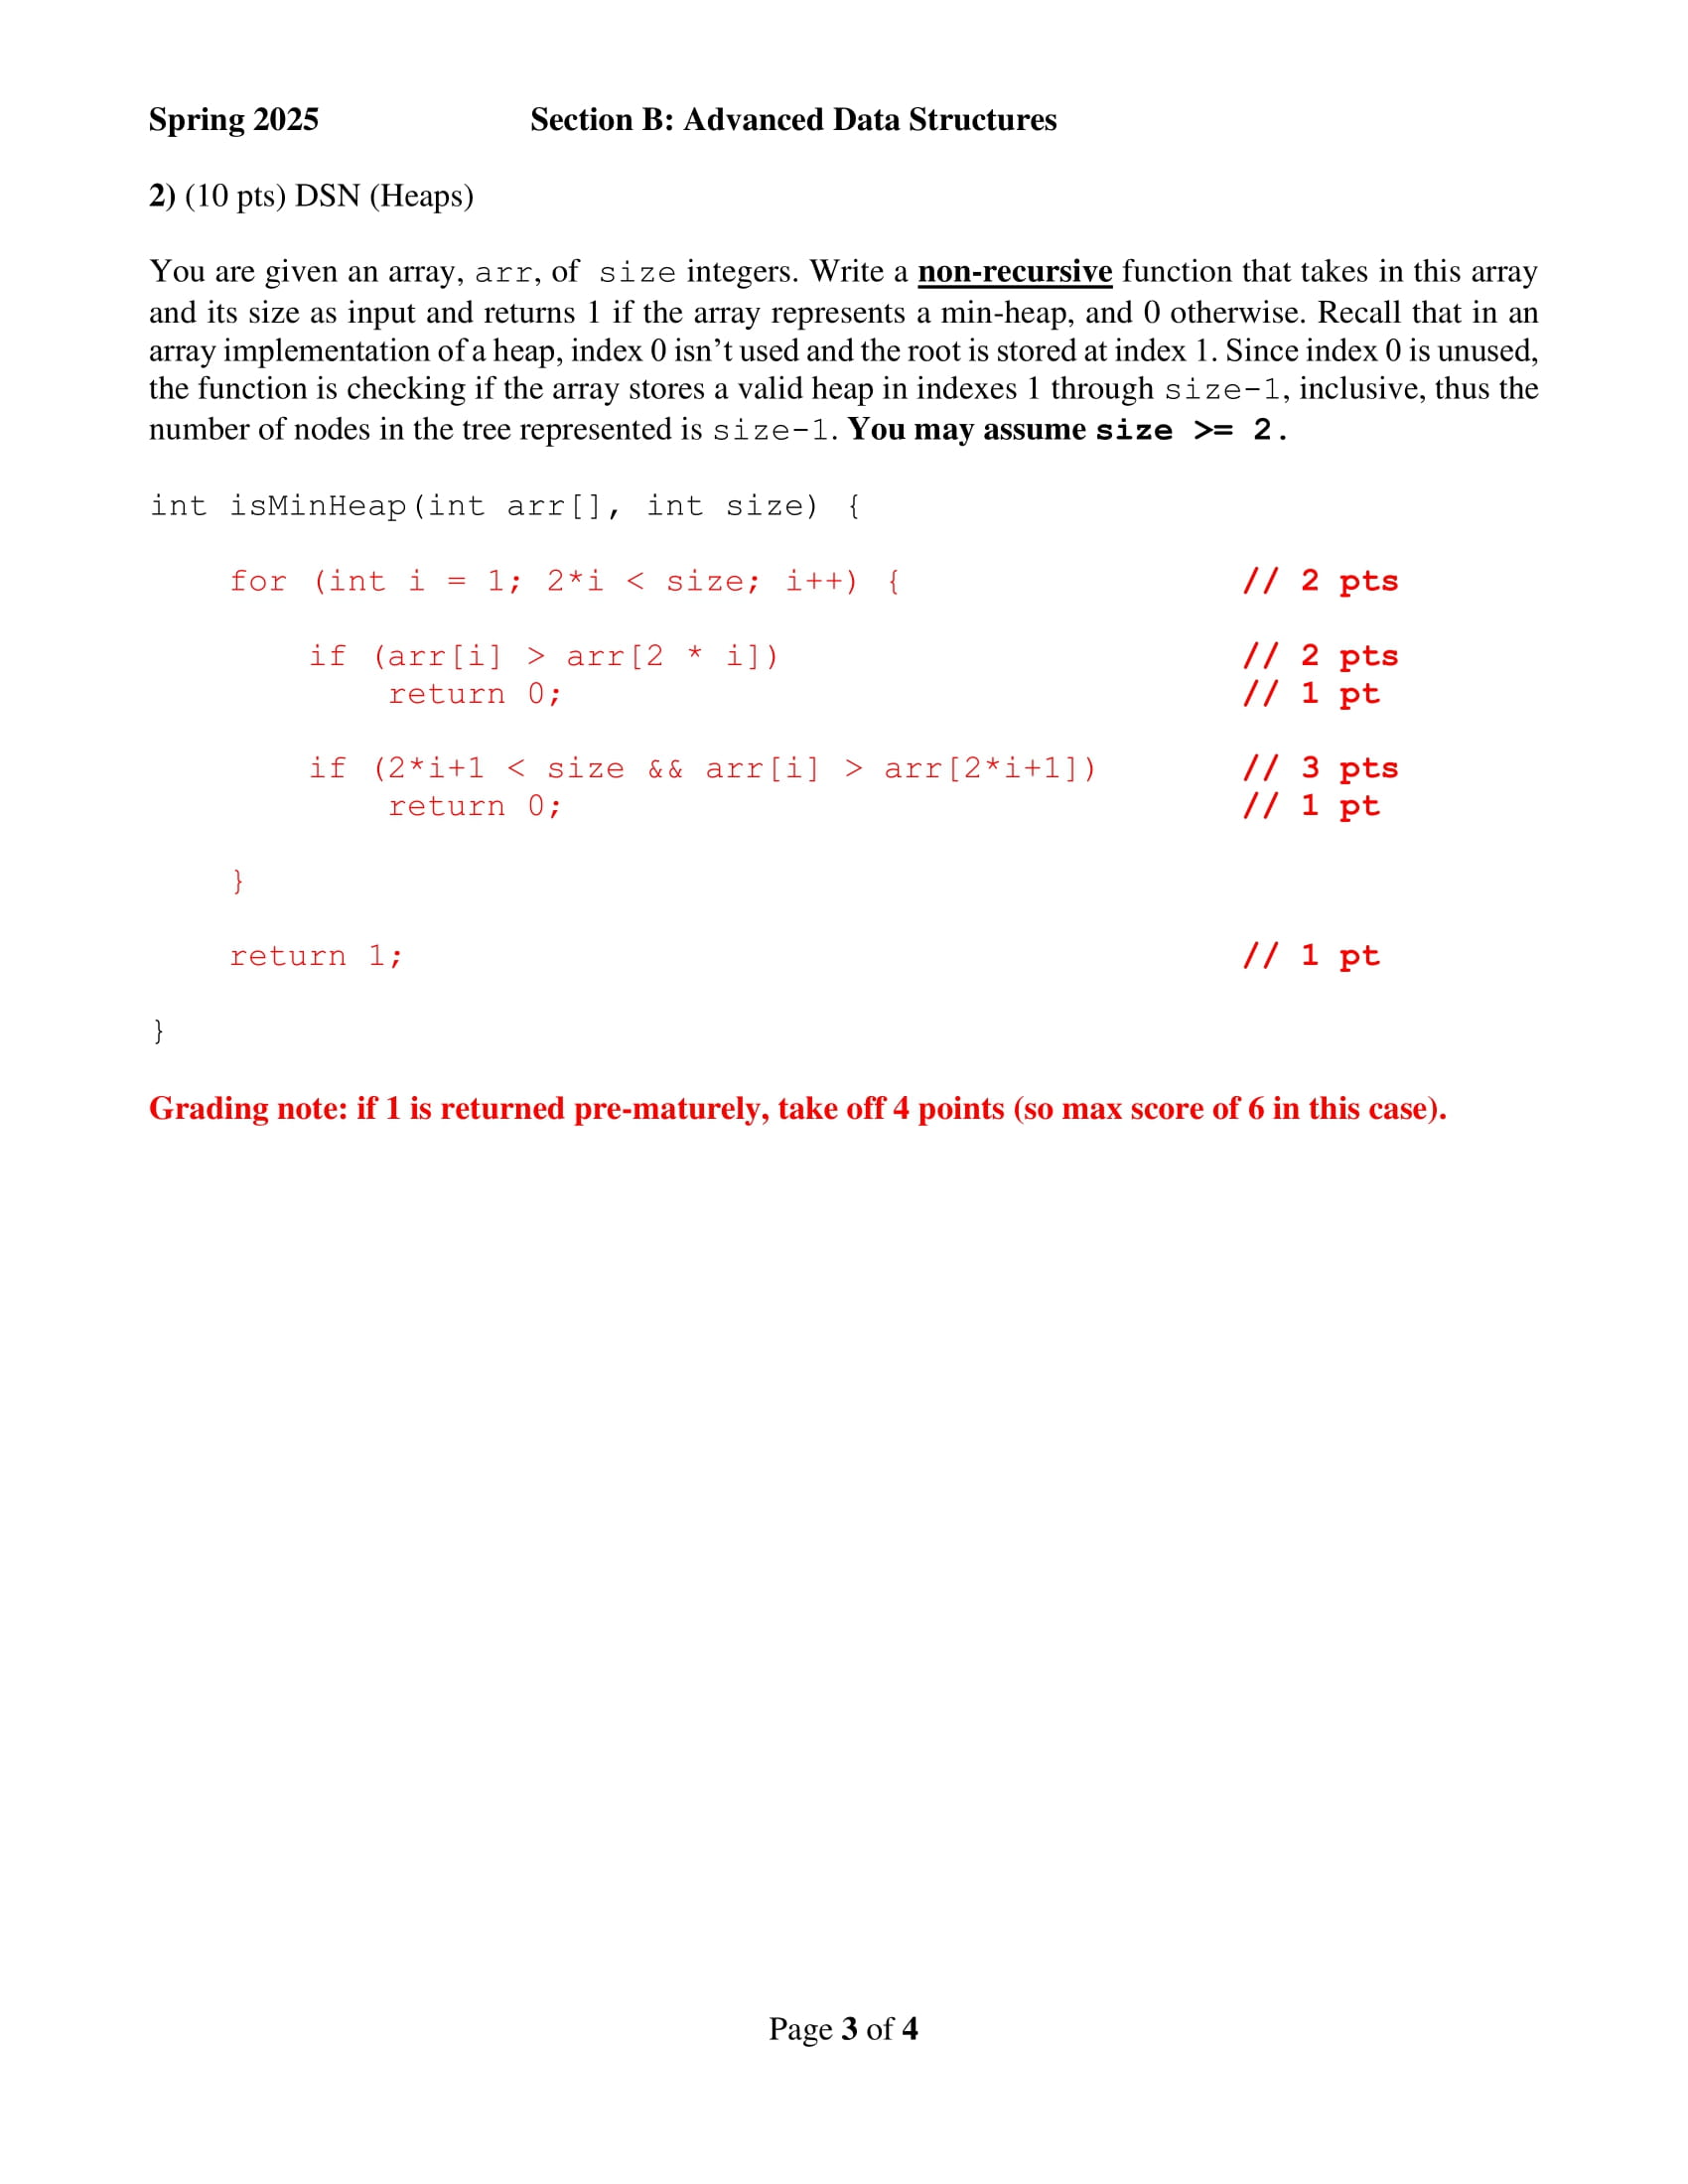 Spring 2025 Section B: Advanced Data Structures
2) (10 pts) DSN (Heaps)
You are given an array, arr, of size integers. Write a non-recursive function that takes in this array
and its size as input and returns 1 if the array represents a min-heap, and 0 otherwise. Recall that in an
array implementation of a heap, index 0 isn’t used and the root is stored at index 1. Since index 0 is unused,
the function is checking if the array stores a valid heap in indexes 1 through size-1, inclusive, thus the
number of nodes in the tree represented is size-1. You may assume size >= 2.
int isMinHeap(int arr[], int size) {
for (int i = 1; 2*i < size; i++) { // 2 pts
if (arr[i] > arr[2 * i]) // 2 pts
return 0; // 1 pt
if (2*i+1 < size && arr[i] > arr[2*i+1]) // 3 pts
return 0; // 1 pt
}
return 1; // 1 pt
}
Grading note: if 1 is returned pre-maturely, take off 4 points (so max score of 6 in this case).
Page 3 of 4